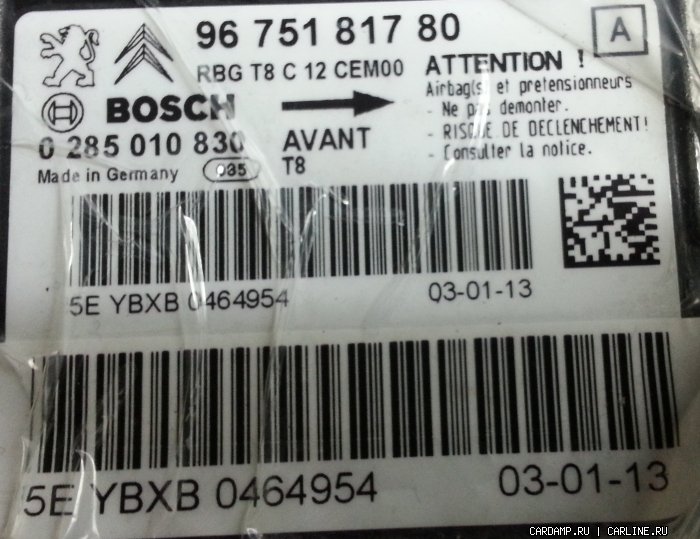 96 751 817 80
A
RBG T8 C 12 CEM00
ATTENTION !
Airbag(s) et pretensionneurs
- Ne pas demonter.
- RISQUE DE DECLENCHEMENT!
- Consulter la notice.
BOSCH
0 285 010 830
AVANT
T8
Made in Germany
035
5E YBXB 0464954
03-01-13
5E YBXB 0464954
03-01-13
CARDAMP.RU | CARLINE.RU